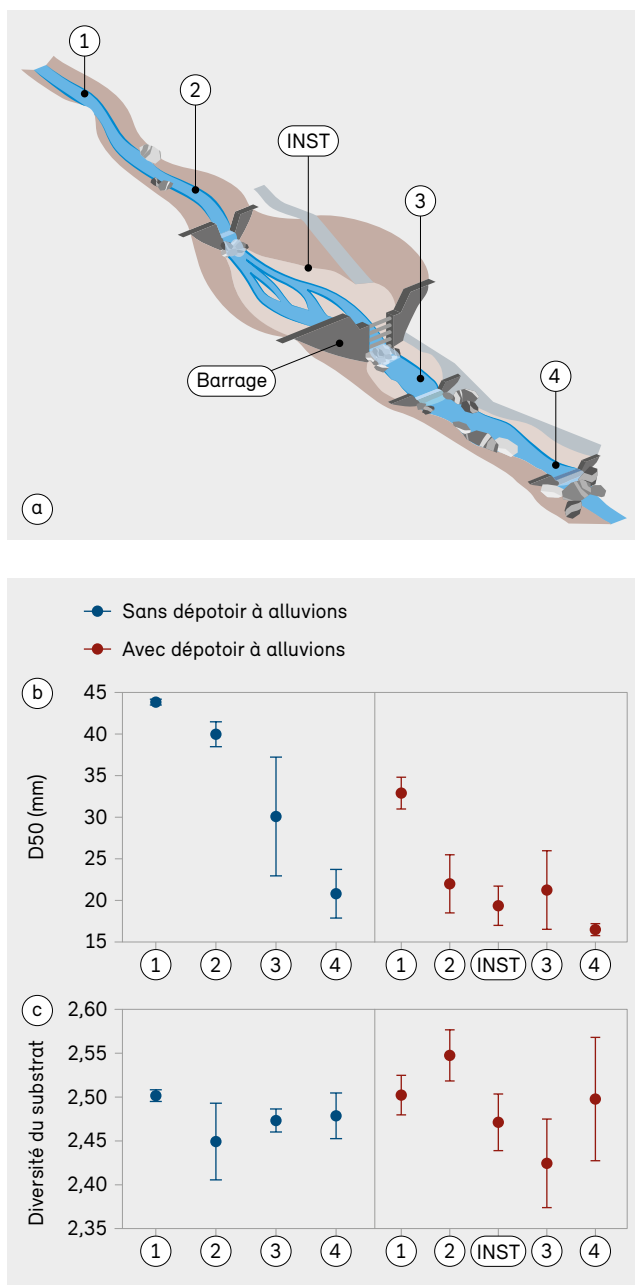 1
2
INST
3
Barrage
4
a
Sans dépotoir à alluvions
Avec dépotoir à alluvions
b
D50 (mm)
45
40
35
30
25
20
15
1 2 3 4 1 2 INST 3 4
c
Diversité du substrat
2,60
2,55
2,50
2,45
2,40
2,35
1 2 3 4 1 2 INST 3 4